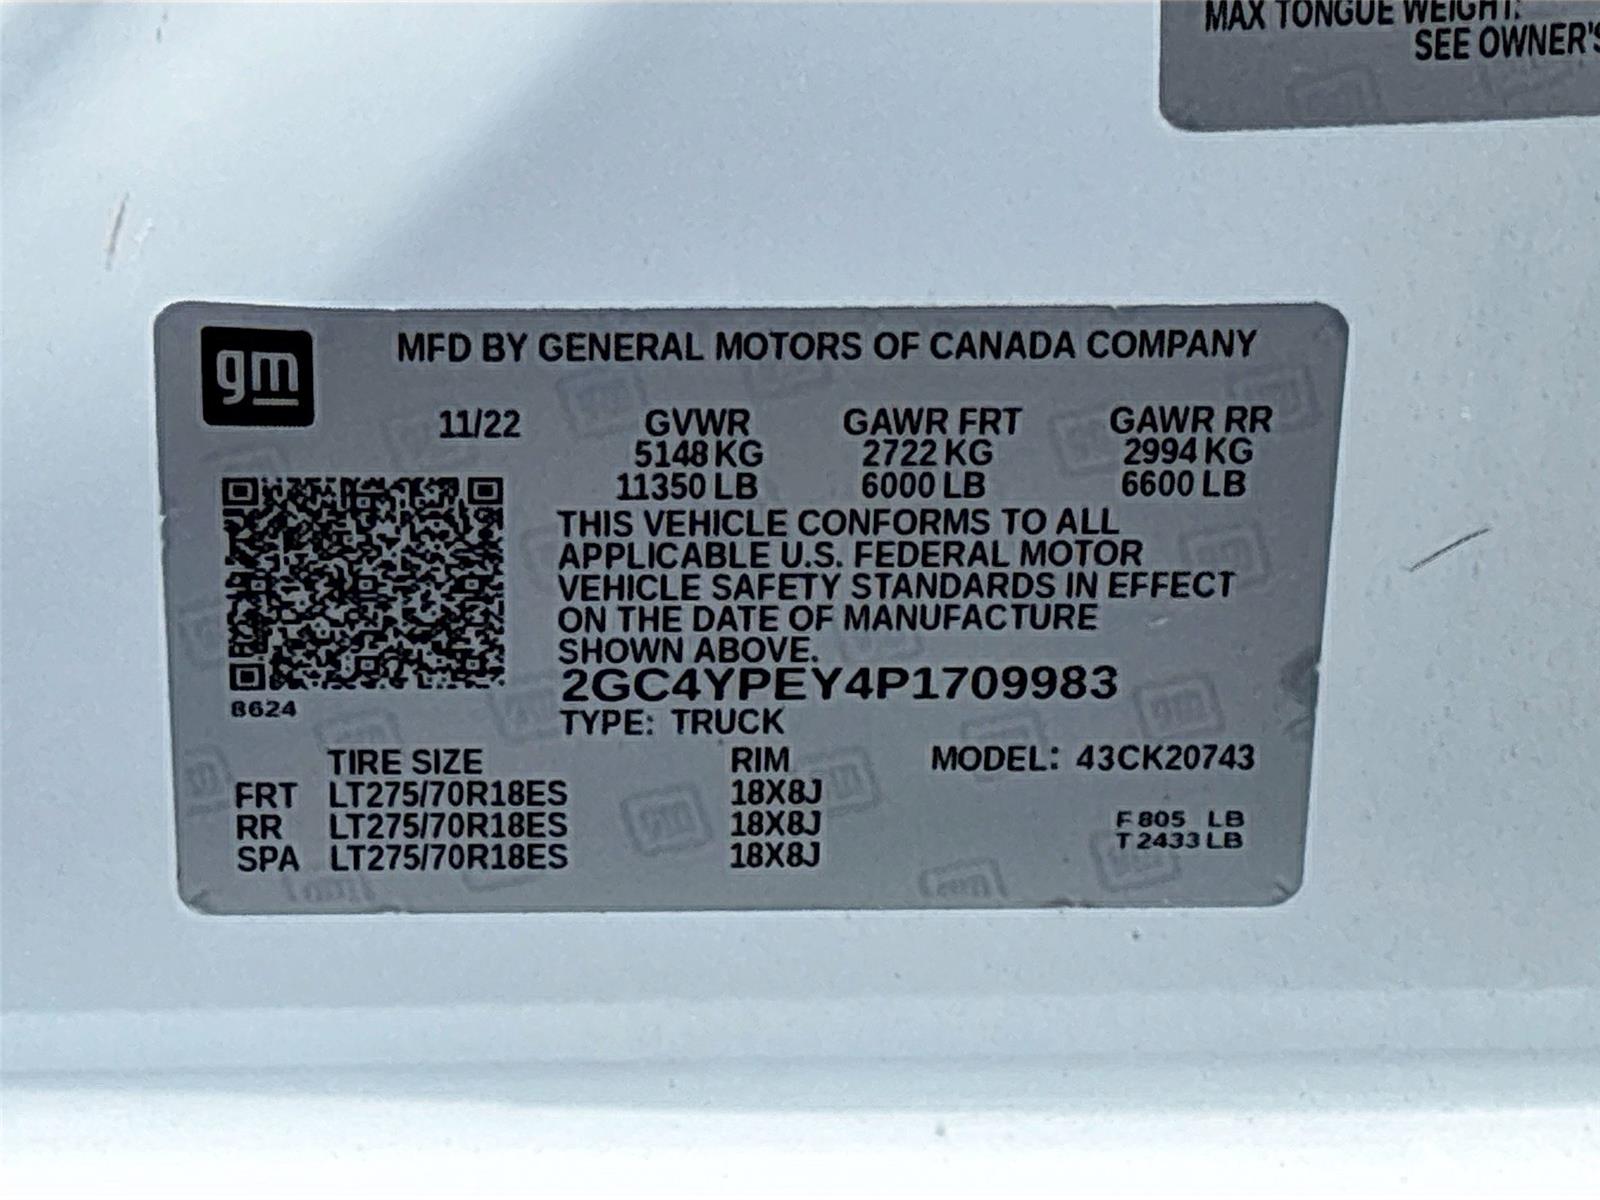 MAX TONGUE WEIGHT:
SEE OWNER'S
gm
MFD BY GENERAL MOTORS OF CANADA COMPANY
11/22 GVWR GAWR FRT GAWR RR
5148 KG 2722 KG 2994 KG
11350 LB 6000 LB 6600 LB
THIS VEHICLE CONFORMS TO ALL
APPLICABLE U.S. FEDERAL MOTOR
VEHICLE SAFETY STANDARDS IN EFFECT
ON THE DATE OF MANUFACTURE
SHOWN ABOVE.
2GC4YPEY4P1709983
8624
TYPE: TRUCK
TIRE SIZE RIM MODEL: 43CK20743
FRT LT275/70R18ES 18X8J
RR LT275/70R18ES 18X8J
SPA LT275/70R18ES 18X8J
F 805 LB
T 2433 LB